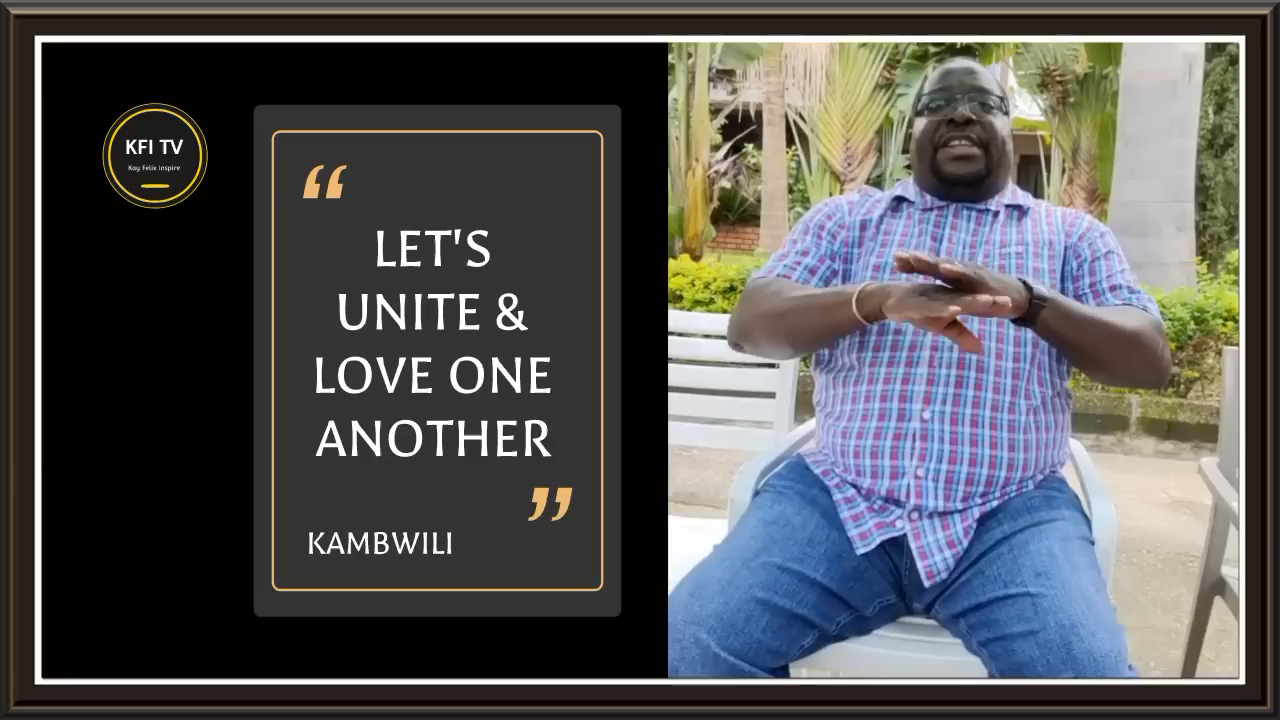 KFI TV
Kay Felix Inspire
“
LET'S
UNITE &
LOVE ONE
ANOTHER
”
KAMBWILI